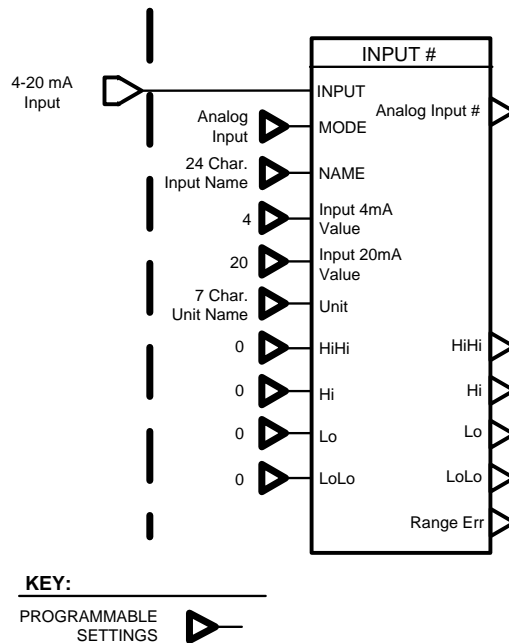 INPUT #
4-20 mA
Input
INPUT
Analog Input #
Analog
Input
MODE
24 Char.
Input Name
NAME
4
Input 4mA
Value
20
Input 20mA
Value
7 Char.
Unit Name
Unit
0
HiHi
HiHi
0
Hi
Hi
0
Lo
Lo
0
LoLo
LoLo
Range Err
KEY:
PROGRAMMABLE
SETTINGS